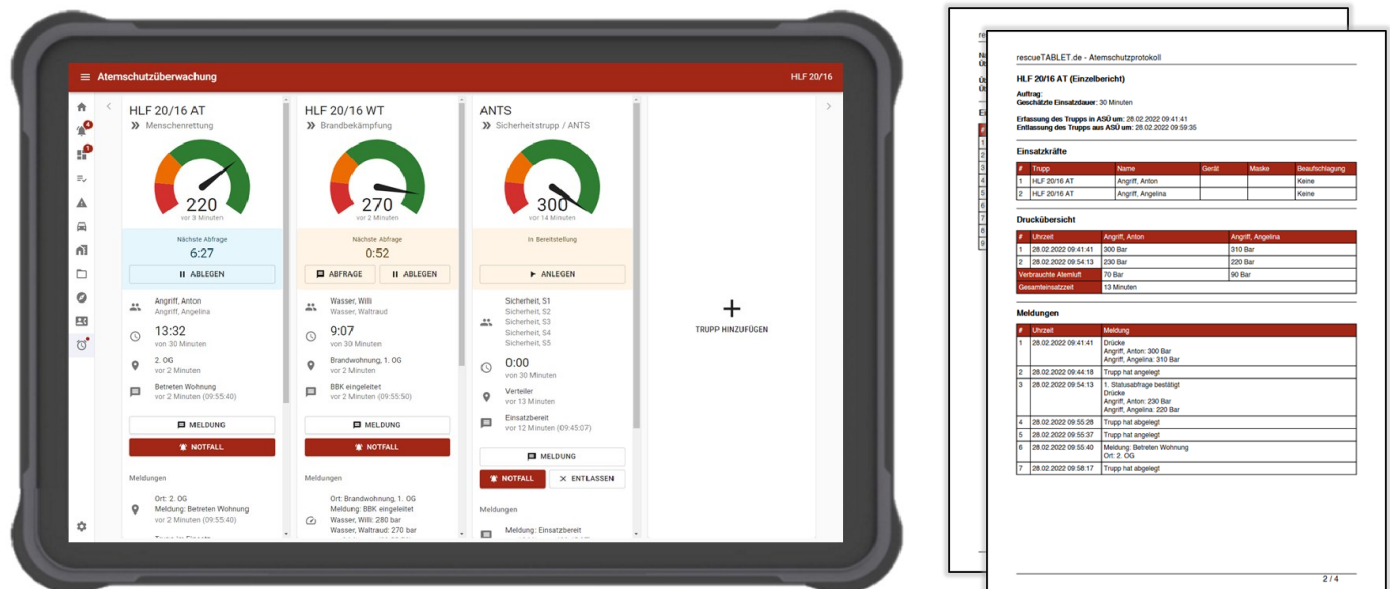 Atemschutzüberwachung
HLF 20/16
4
1
HLF 20/16 AT
Menschenrettung
220
vor 3 Minuten
Nächste Abfrage
6:27
ABLEGEN
Angriff, Anton
Angriff, Angelina
13:32
von 30 Minuten
2. OG
vor 2 Minuten
Betreten Wohnung
vor 2 Minuten (09:55:40)
MELDUNG
NOTFALL
Meldungen
Ort: 2. OG
Meldung: Betreten Wohnung
vor 2 Minuten (09:55:40)
HLF 20/16 WT
Brandbekämpfung
270
vor 2 Minuten
Nächste Abfrage
0:52
ABFRAGE
ABLEGEN
Wasser, Willi
Wasser, Waltraud
9:07
von 30 Minuten
Brandwohnung, 1. OG
vor 2 Minuten
BBK eingeleitet
vor 2 Minuten (09:55:50)
MELDUNG
NOTFALL
Meldungen
Ort: Brandwohnung, 1. OG
Meldung: BBK eingeleitet
Wasser, Willi: 280 bar
Wasser, Waltraud: 270 bar
ANTS
Sicherheitstrupp / ANTS
300
vor 14 Minuten
In Bereitstellung
ANLEGEN
Sicherheit, S1
Sicherheit, S2
Sicherheit, S3
Sicherheit, S4
Sicherheit, S5
0:00
von 30 Minuten
Verteiler
vor 13 Minuten
Einsatzbereit
vor 12 Minuten (09:45:07)
MELDUNG
NOTFALL
ENTLASSEN
Meldungen
Meldung: Einsatzbereit
TRUPP HINZUFÜGEN
rescueTABLET.de - Atemschutzprotokoll
HLF 20/16 AT (Einzelbericht)
Auftrag:
Geschätzte Einsatzdauer: 30 Minuten
Erfassung des Trupps in ASÜ um: 28.02.2022 09:41:41
Entlassung des Trupps aus ASÜ um: 28.02.2022 09:59:35
Einsatzkräfte
# Trupp Name Gerät Maske Beaufschlagung
1 HLF 20/16 AT Angriff, Anton Keine
2 HLF 20/16 AT Angriff, Angelina Keine
Druckübersicht
# Uhrzeit Angriff, Anton Angriff, Angelina
1 28.02.2022 09:41:41 300 Bar 310 Bar
2 28.02.2022 09:54:13 230 Bar 220 Bar
Verbrauchte Atemluft 70 Bar 90 Bar
Gesamteinsatzzeit 13 Minuten
Meldungen
# Uhrzeit Meldung
1 28.02.2022 09:41:41 Drücke
Angriff, Anton: 300 Bar
Angriff, Angelina: 310 Bar
2 28.02.2022 09:44:18 Trupp hat angelegt
3 28.02.2022 09:54:13 1. Statusabfrage bestätigt
Drücke
Angriff, Anton: 230 Bar
Angriff, Angelina: 220 Bar
4 28.02.2022 09:55:28 Trupp hat abgelegt
5 28.02.2022 09:55:37 Trupp hat angelegt
6 28.02.2022 09:55:40 Meldung: Betreten Wohnung
Ort: 2. OG
7 28.02.2022 09:58:17 Trupp hat abgelegt
2 / 4